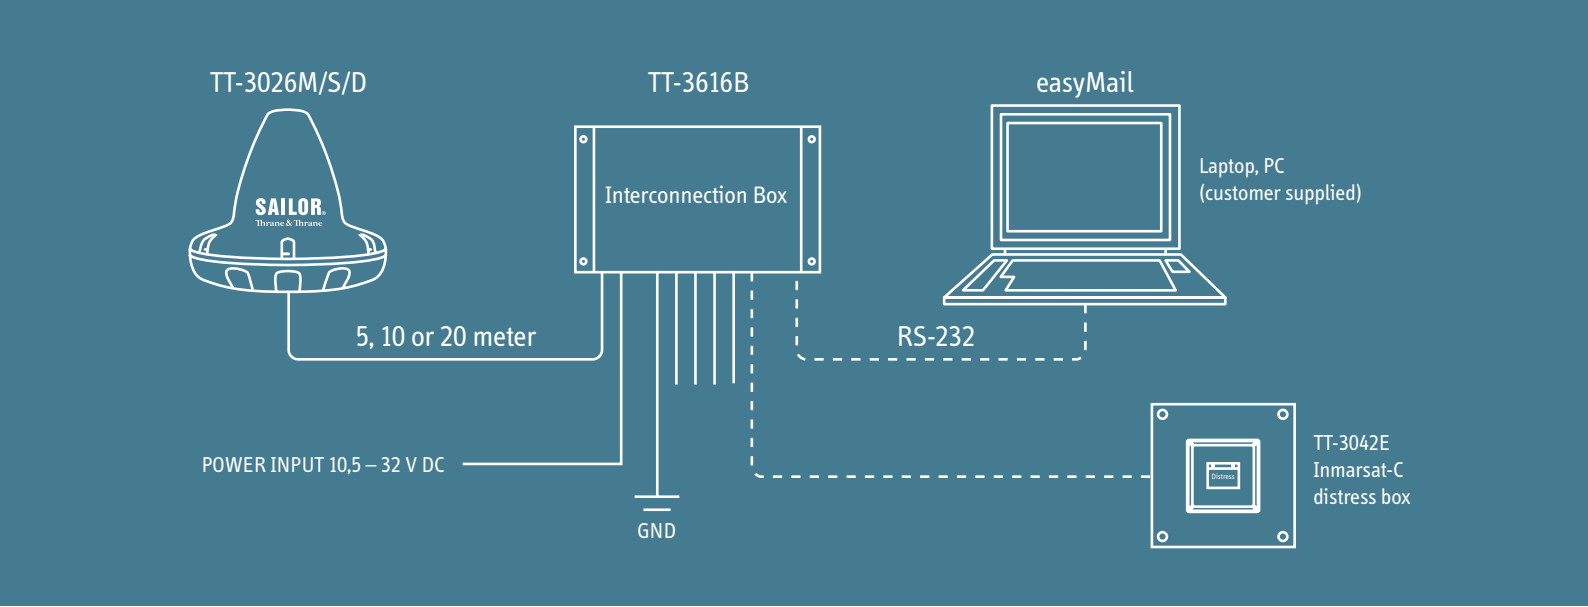 TT-3026M/S/D
TT-3616B
easyMail
SAILOR®
Thrane & Thrane
Interconnection Box
Laptop, PC
(customer supplied)
5, 10 or 20 meter
RS-232
POWER INPUT 10,5 – 32 V DC
GND
Distress
TT-3042E
Inmarsat-C
distress box